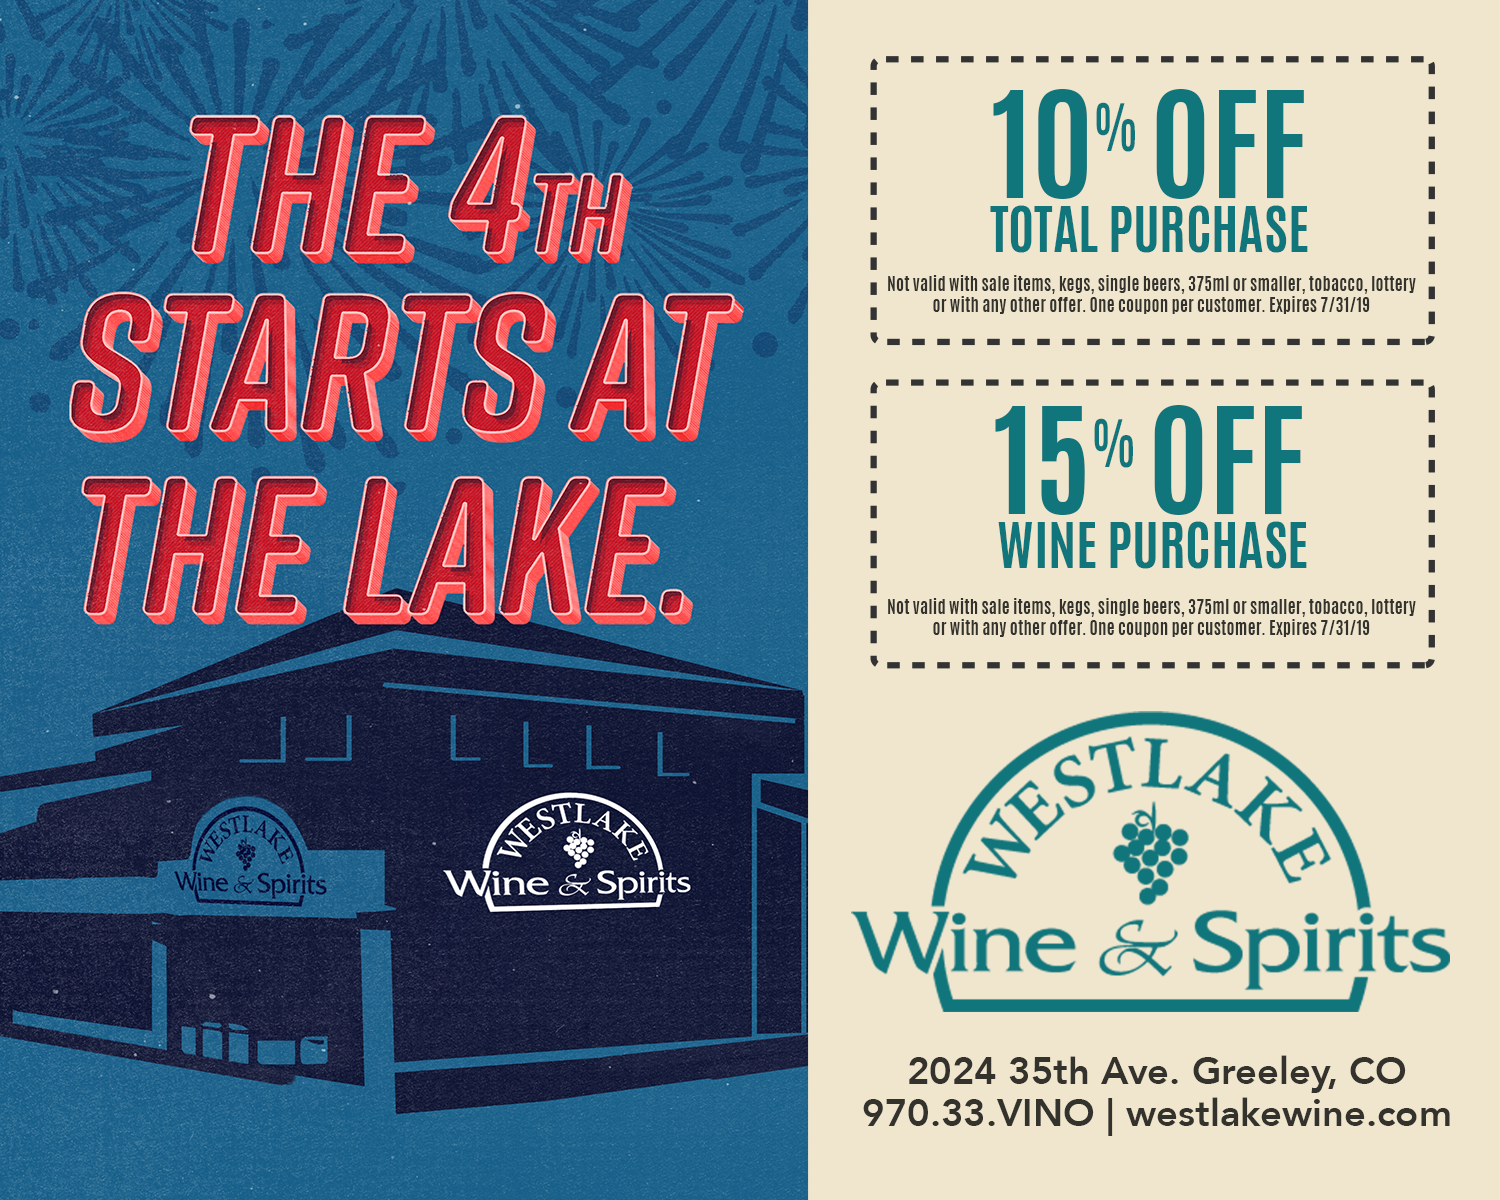 THE 4TH
STARTS AT
THE LAKE.
WESTLAKE
Wine & Spirits
WESTLAKE
Wine & Spirits
10% OFF
TOTAL PURCHASE
Not valid with sale items, kegs, single beers, 375ml or smaller, tobacco, lottery
or with any other offer. One coupon per customer. Expires 7/31/19
15% OFF
WINE PURCHASE
Not valid with sale items, kegs, single beers, 375ml or smaller, tobacco, lottery
or with any other offer. One coupon per customer. Expires 7/31/19
WESTLAKE
Wine & Spirits
2024 35th Ave. Greeley, CO
970.33.VINO | westlakewine.com